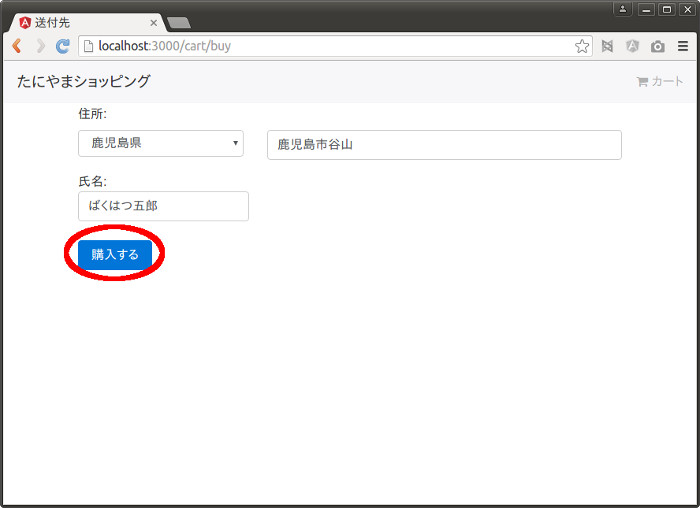 送付先
localhost:3000/cart/buy
たにやまショッピング
カート
住所:
鹿児島県
鹿児島市谷山
氏名:
ばくはつ五郎
購入する